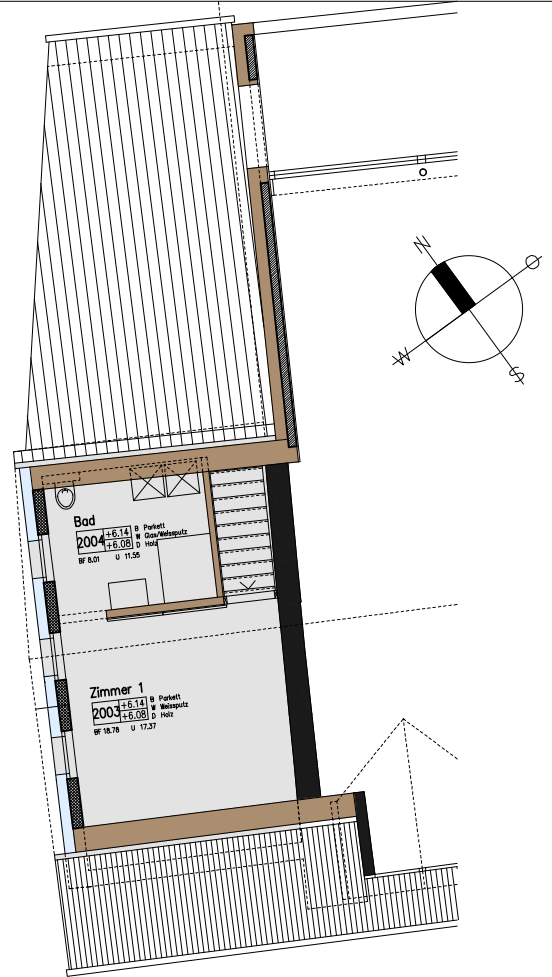 N
O
W
S
Bad
2004 +6.14 B Parkett
+6.08 W Glas/Weissputz
D Holz
BF 8.01 U 11.55
Zimmer 1
2003 +6.14 B Parkett
+6.08 W Weissputz
D Holz
BF 18.78 U 17.37